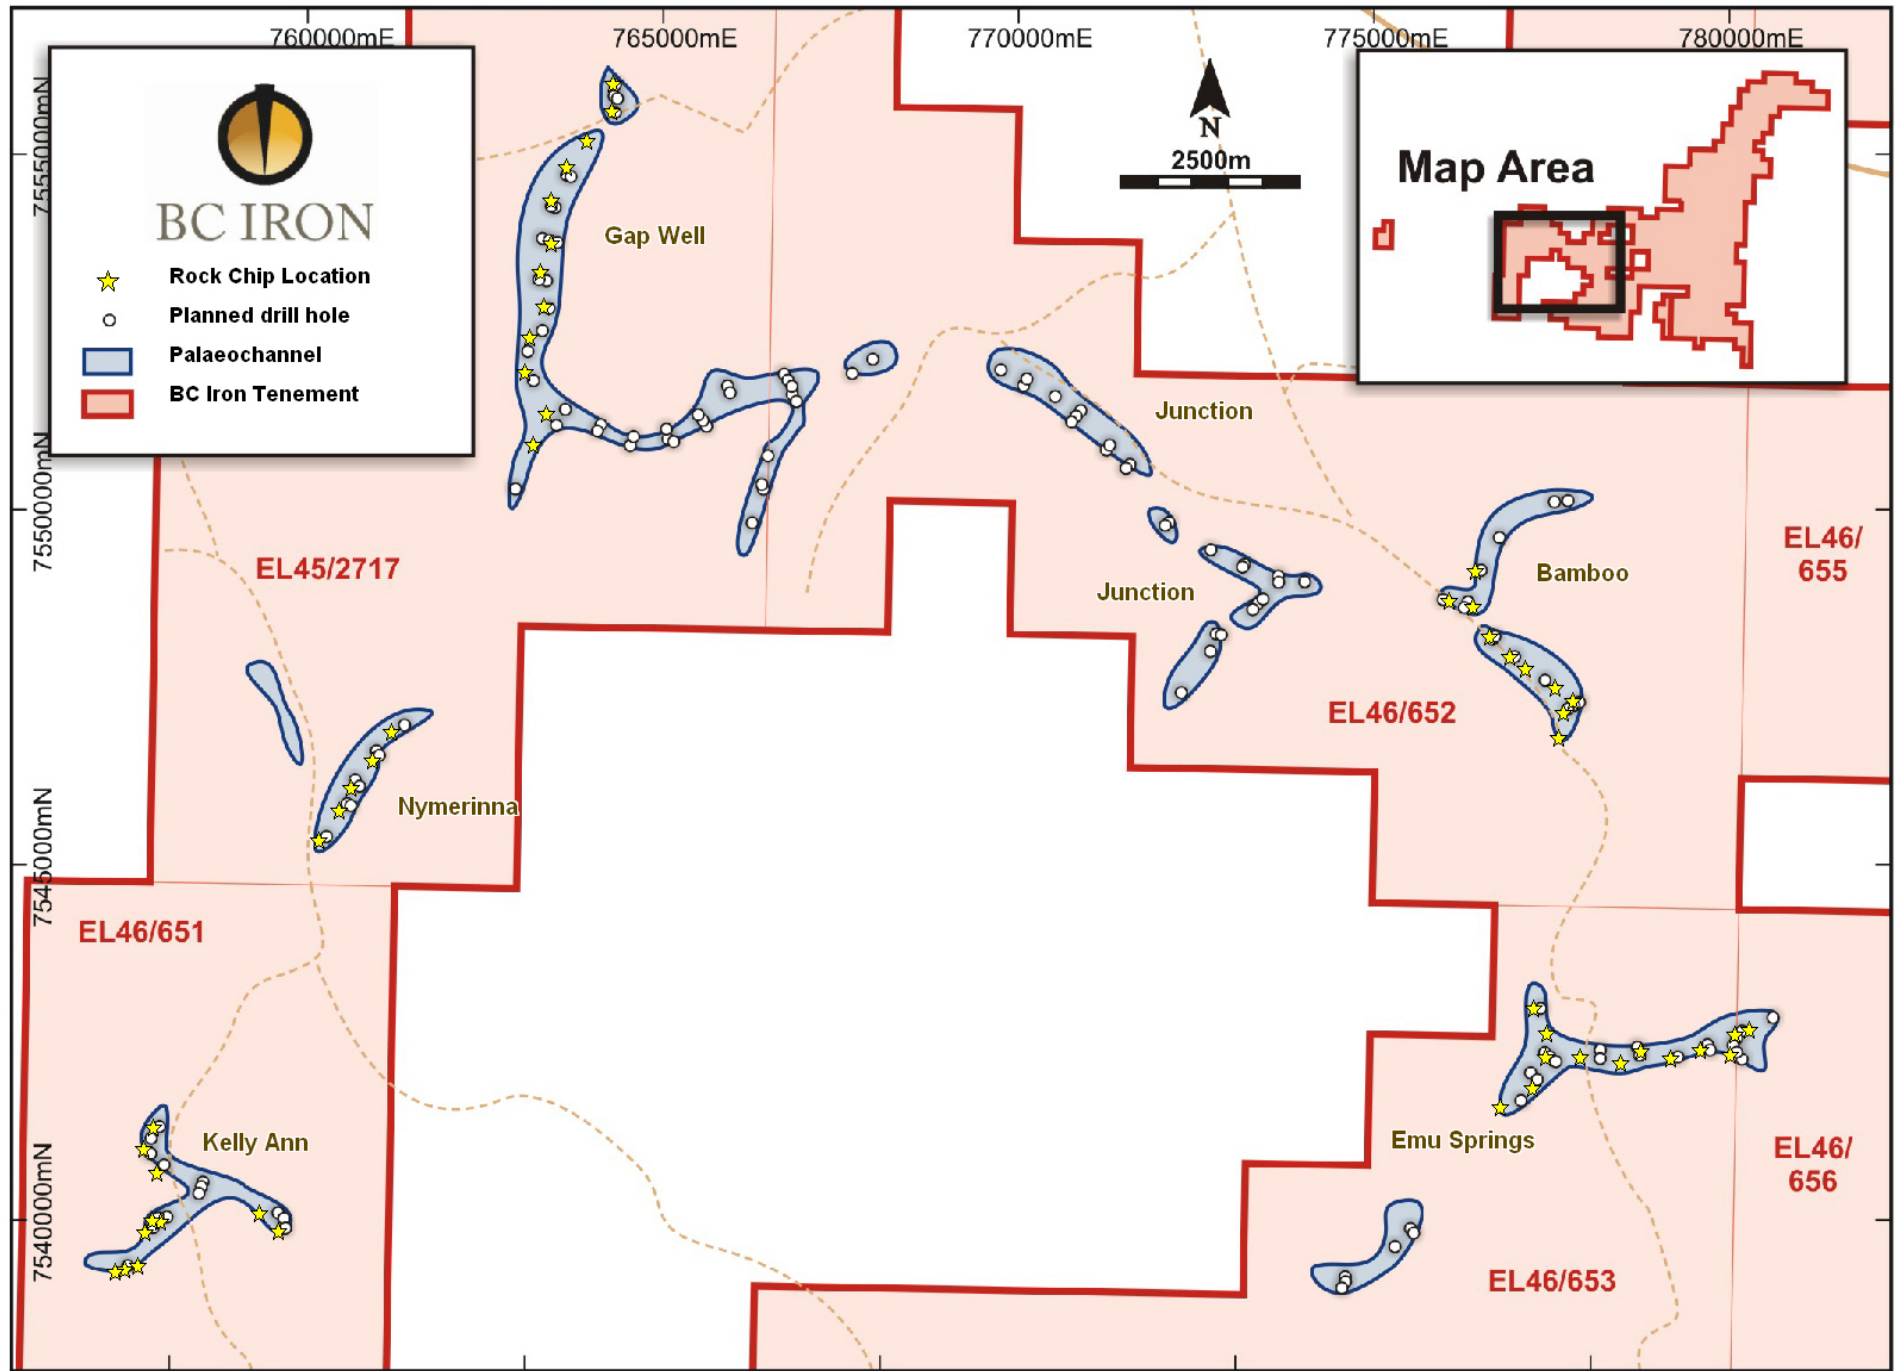 760000mE
765000mE
770000mE
775000mE
780000mE
7555000mN
7550000mN
7545000mN
7540000mN
BC IRON
Rock Chip Location
Planned drill hole
Palaeochannel
BC Iron Tenement
N
2500m
Map Area
Gap Well
Junction
EL45/2717
Junction
Bamboo
EL46/
655
EL46/652
Nymerinna
EL46/651
Kelly Ann
Emu Springs
EL46/
656
EL46/653